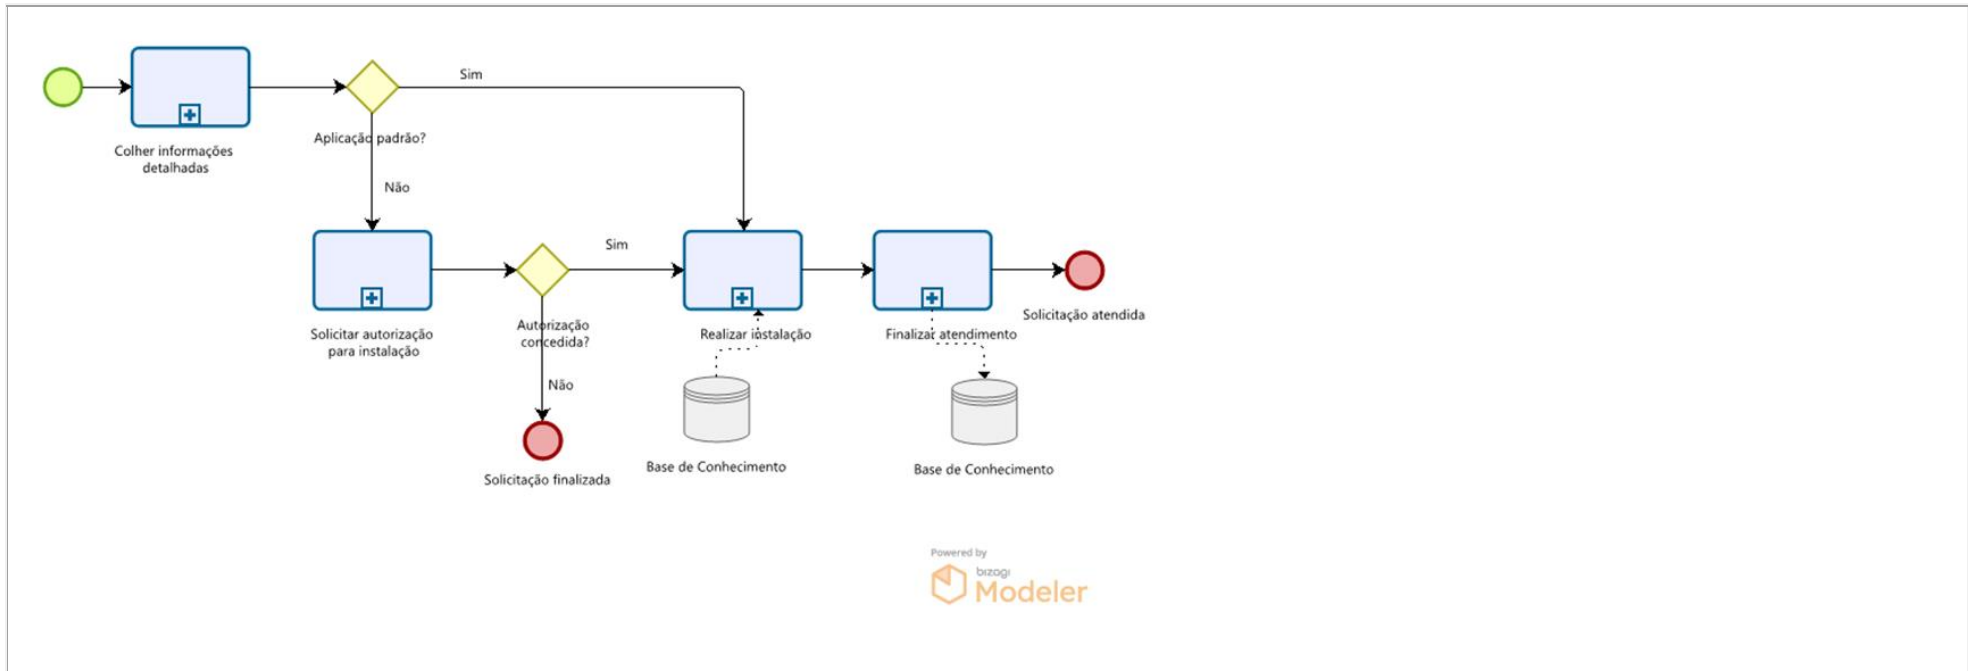 Sim
Aplicação padrão?
Colher informações
detalhadas
Não
Sim
Solicitar autorização
para instalação
Autorização
concedida?
Realizar instalação
Finalizar atendimento
Solicitação atendida
Não
Solicitação finalizada
Base de Conhecimento
Base de Conhecimento
Powered by
bizagi
Modeler